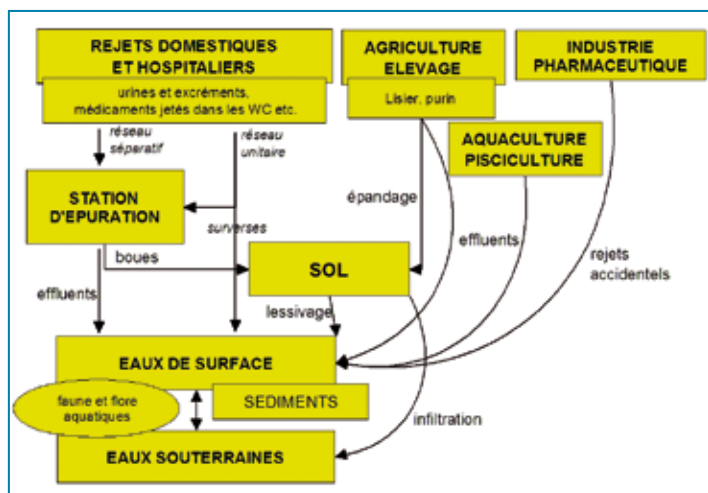 REJETS DOMESTIQUES
ET HOSPITALIERS
urines et excréments,
médicaments jetés dans les WC etc.
AGRICULTURE
ELEVAGE
Lisier, purin
INDUSTRIE
PHARMACEUTIQUE
AQUACULTURE
PISCICULTURE
réseau
séparatif
réseau
unitaire
STATION
D'EPURATION
surverses
épandage
effluents
rejets
accidentels
boues
SOL
effluents
lessivage
EAUX DE SURFACE
faune et flore
aquatiques
SEDIMENTS
infiltration
EAUX SOUTERRAINES